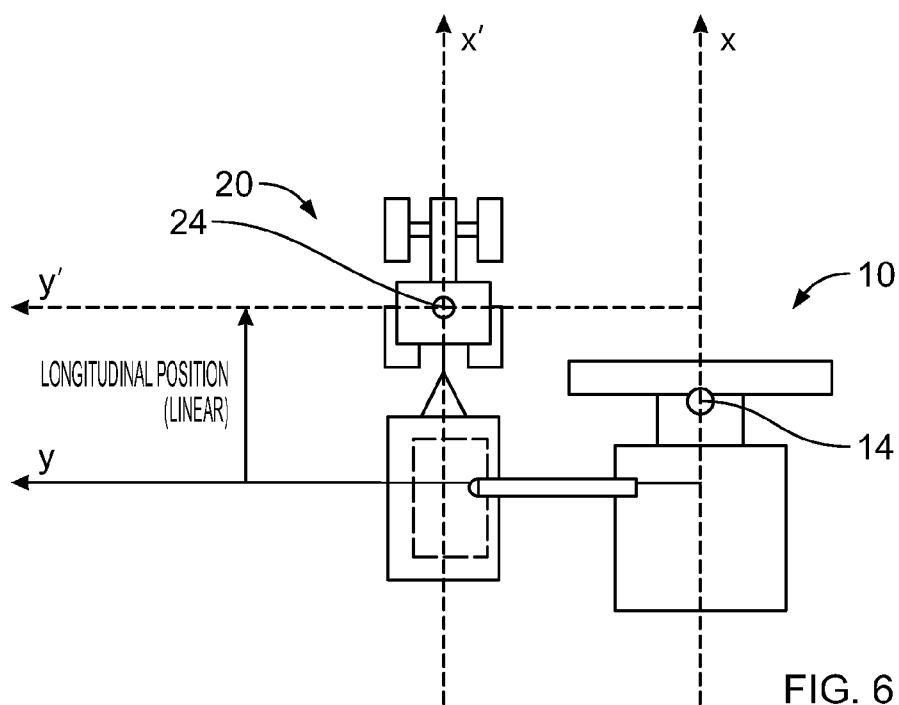 x'
x
20
24
y'
10
LONGITUDINAL POSITION
(LINEAR)
14
y
FIG. 6